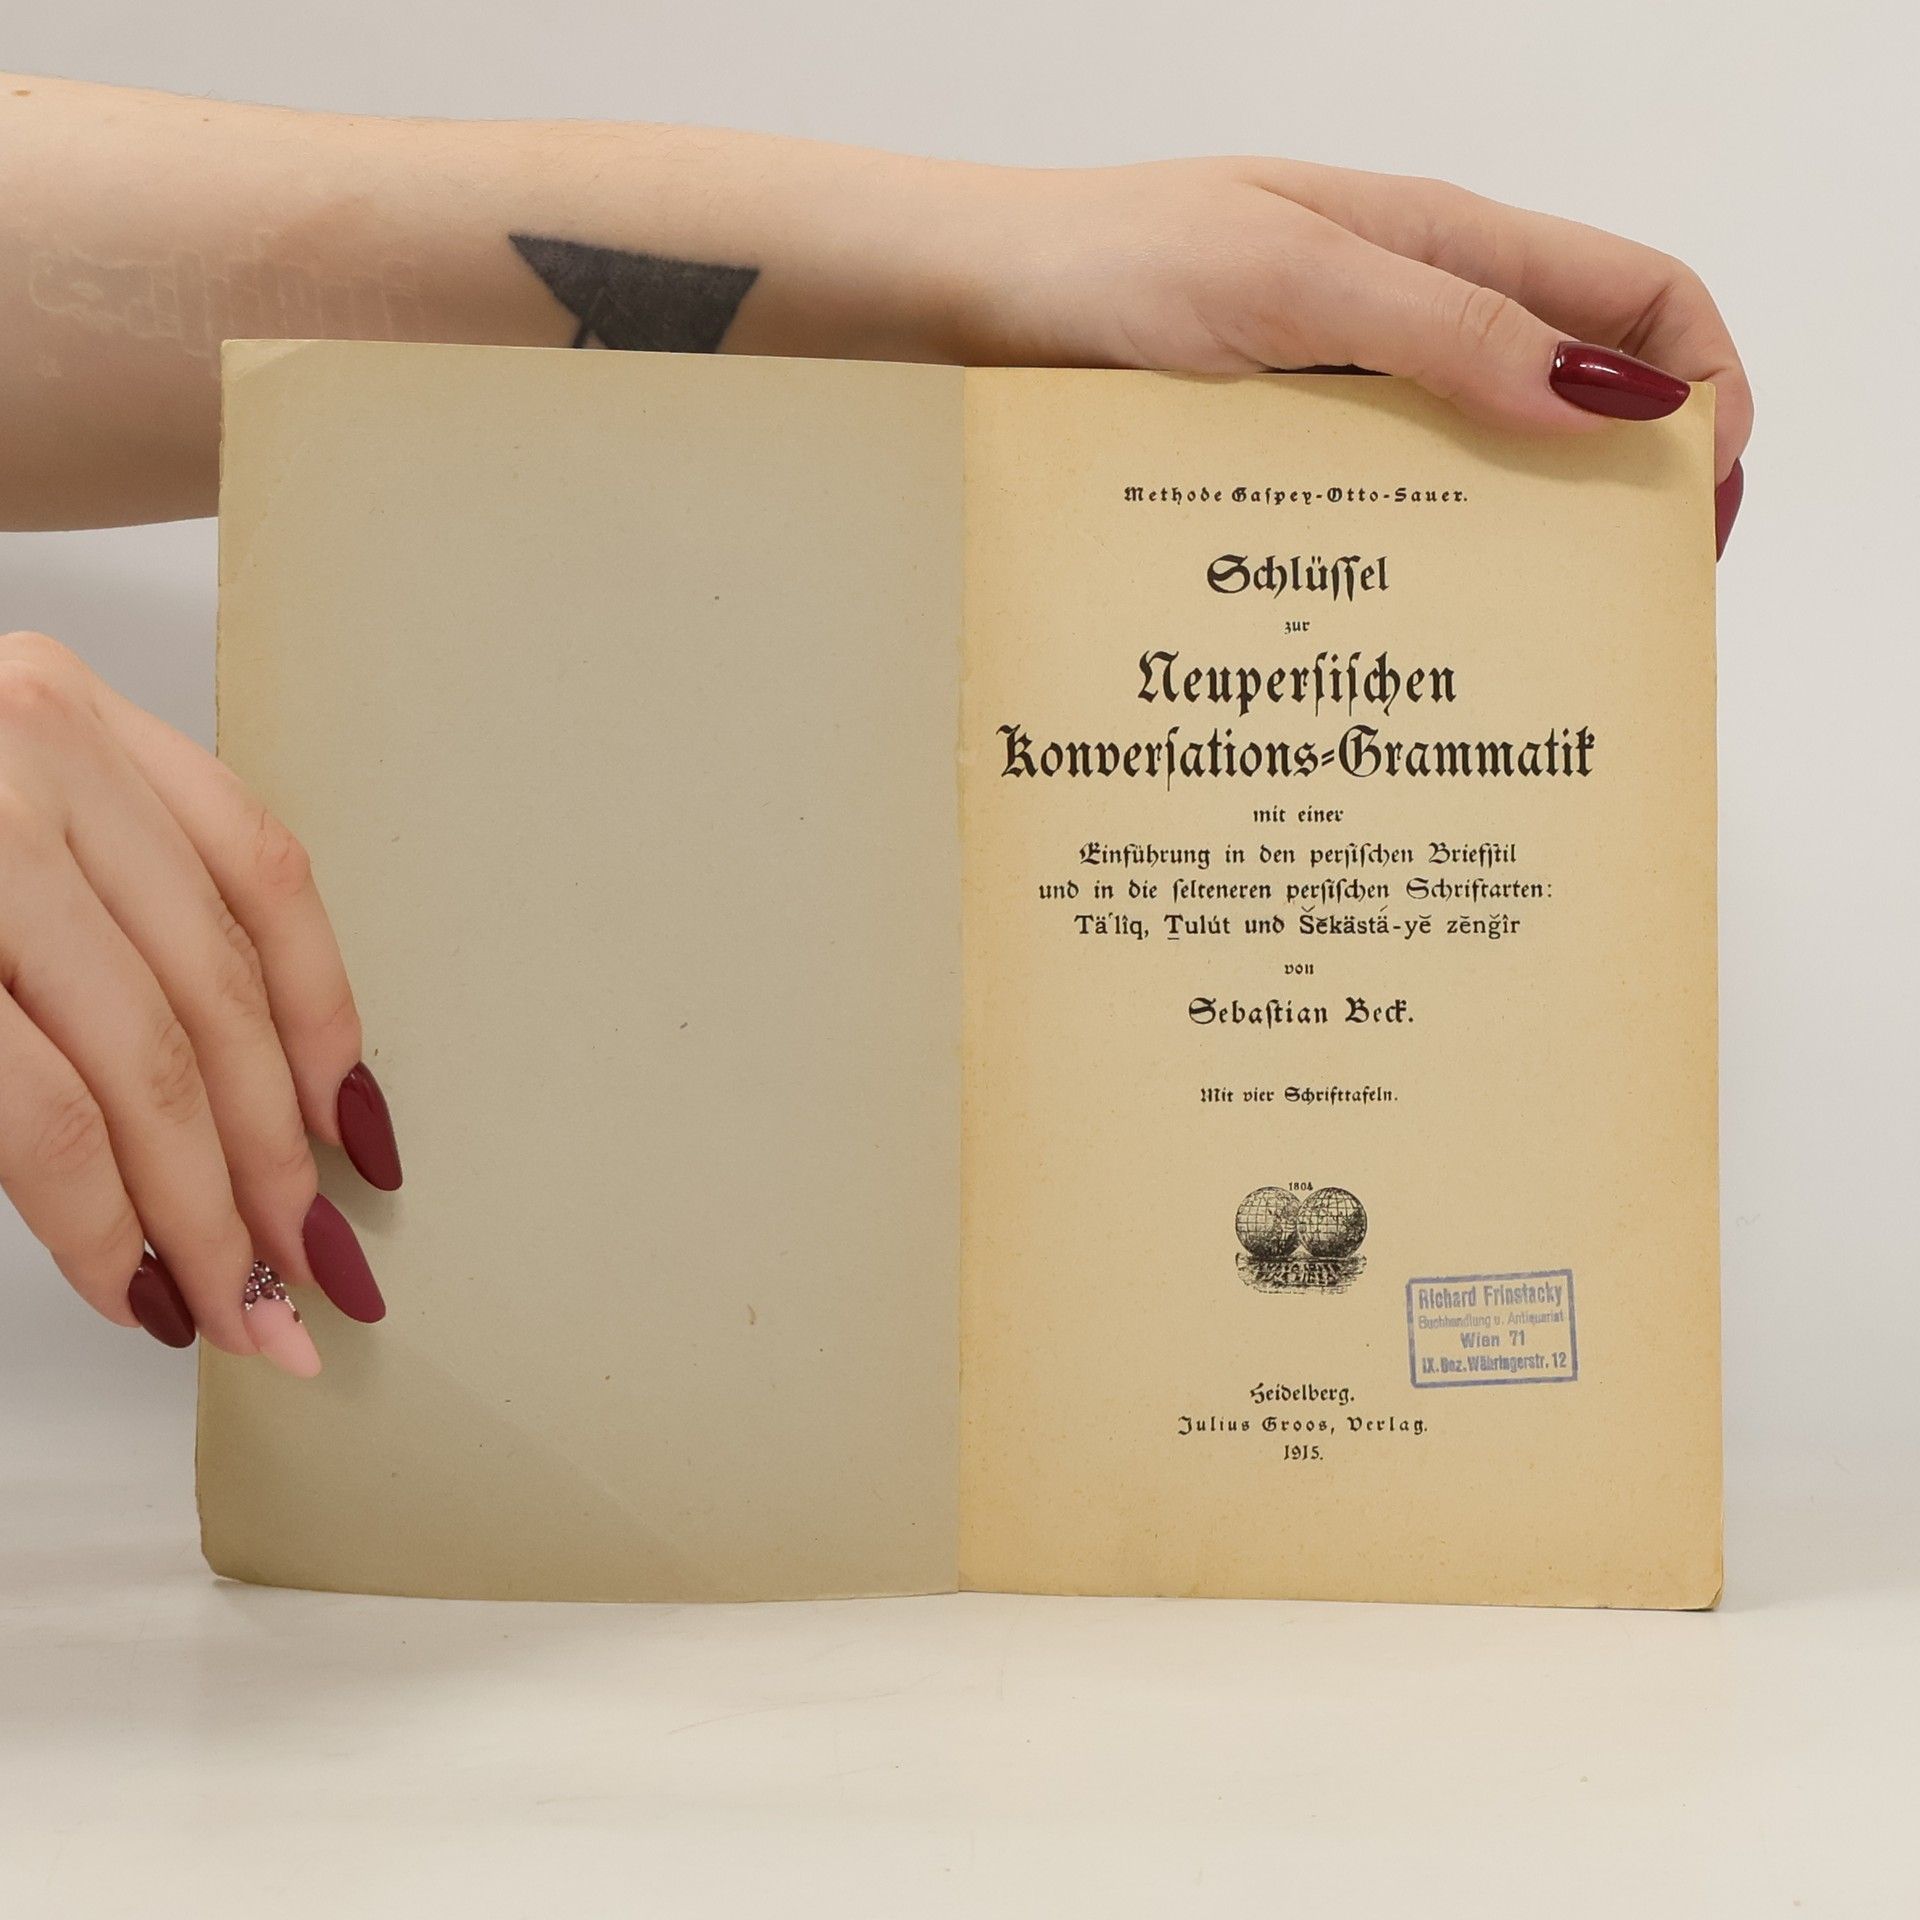 Methode Gaſpey-Otto-Sauer.
Schlüſſel
zur
Neuperſiſchen
Konverſations-Grammatik
mit einer
Einführung in den perſiſchen Briefſtil
und in die ſelteneren perſiſchen Schriftarten:
Tä'lîq, Ṯulút und Šĕkästä́-yĕ zĕnǧîr
von
Sebaſtian Beck.
Mit vier Schrifttafeln.
1804
Richard Frinstacky
Buchhandlung u. Antiquariat
Wien 71
IX. Bez. Währingerstr. 12
Heidelberg.
Julius Groos, Verlag.
1915.